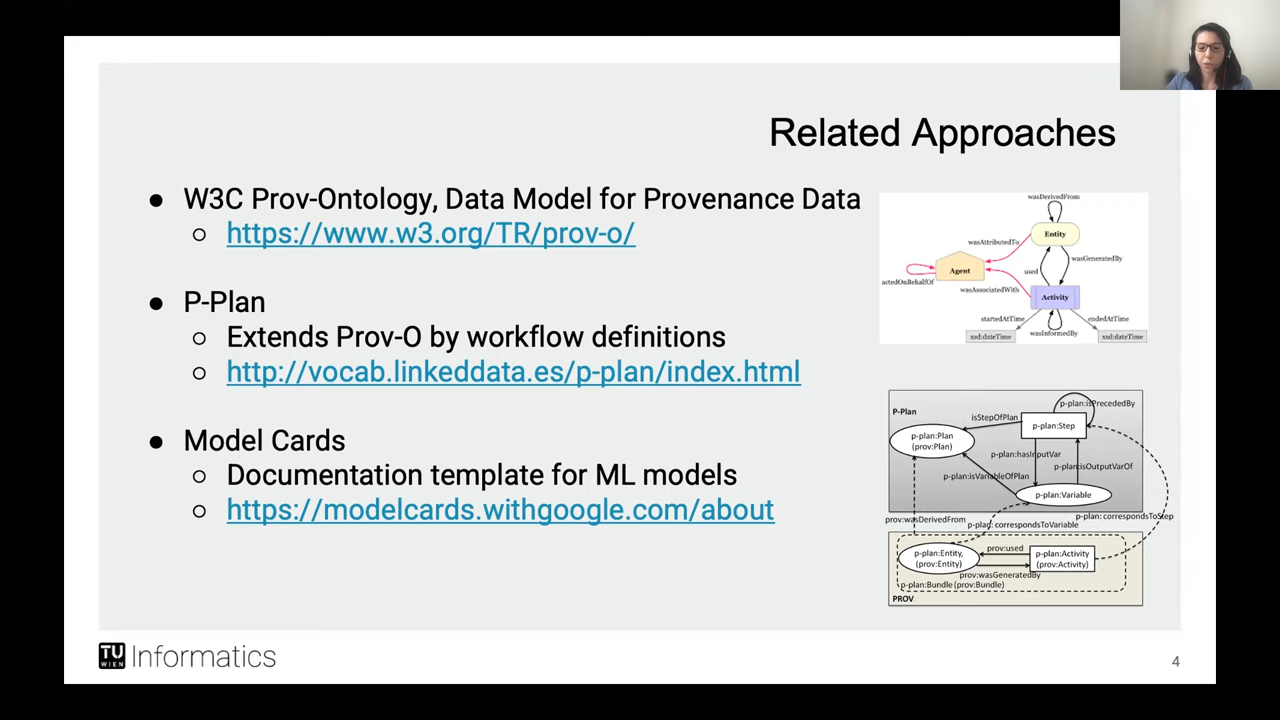 Related Approaches
● W3C Prov-Ontology, Data Model for Provenance Data
○ https://www.w3.org/TR/prov-o/
● P-Plan
○ Extends Prov-O by workflow definitions
○ http://vocab.linkeddata.es/p-plan/index.html
● Model Cards
○ Documentation template for ML models
○ https://modelcards.withgoogle.com/about
wasDerivedFrom
Entity
wasAttributedTo
wasGeneratedBy
used
Agent
actedOnBehalfOf
wasAssociatedWith
Activity
startedAtTime
endedAtTime
wasInformedBy
xsd:dateTime
xsd:dateTime
p-plan:isPrecededBy
P-Plan
isStepOfPlan
p-plan:Step
p-plan:Plan
(prov:Plan)
p-plan:hasInputVar
p-plan:isOutputVarOf
p-plan:isVariableOfPlan
p-plan:Variable
p-plan: correspondsToStep
prov:wasDerivedFrom
p-plan: correspondsToVariable
p-plan:Entity,
(prov:Entity)
prov:used
p-plan:Activity
(prov:Activity)
prov:wasGeneratedBy
p-plan:Bundle (prov:Bundle)
PROV
TU
WIEN
Informatics
4